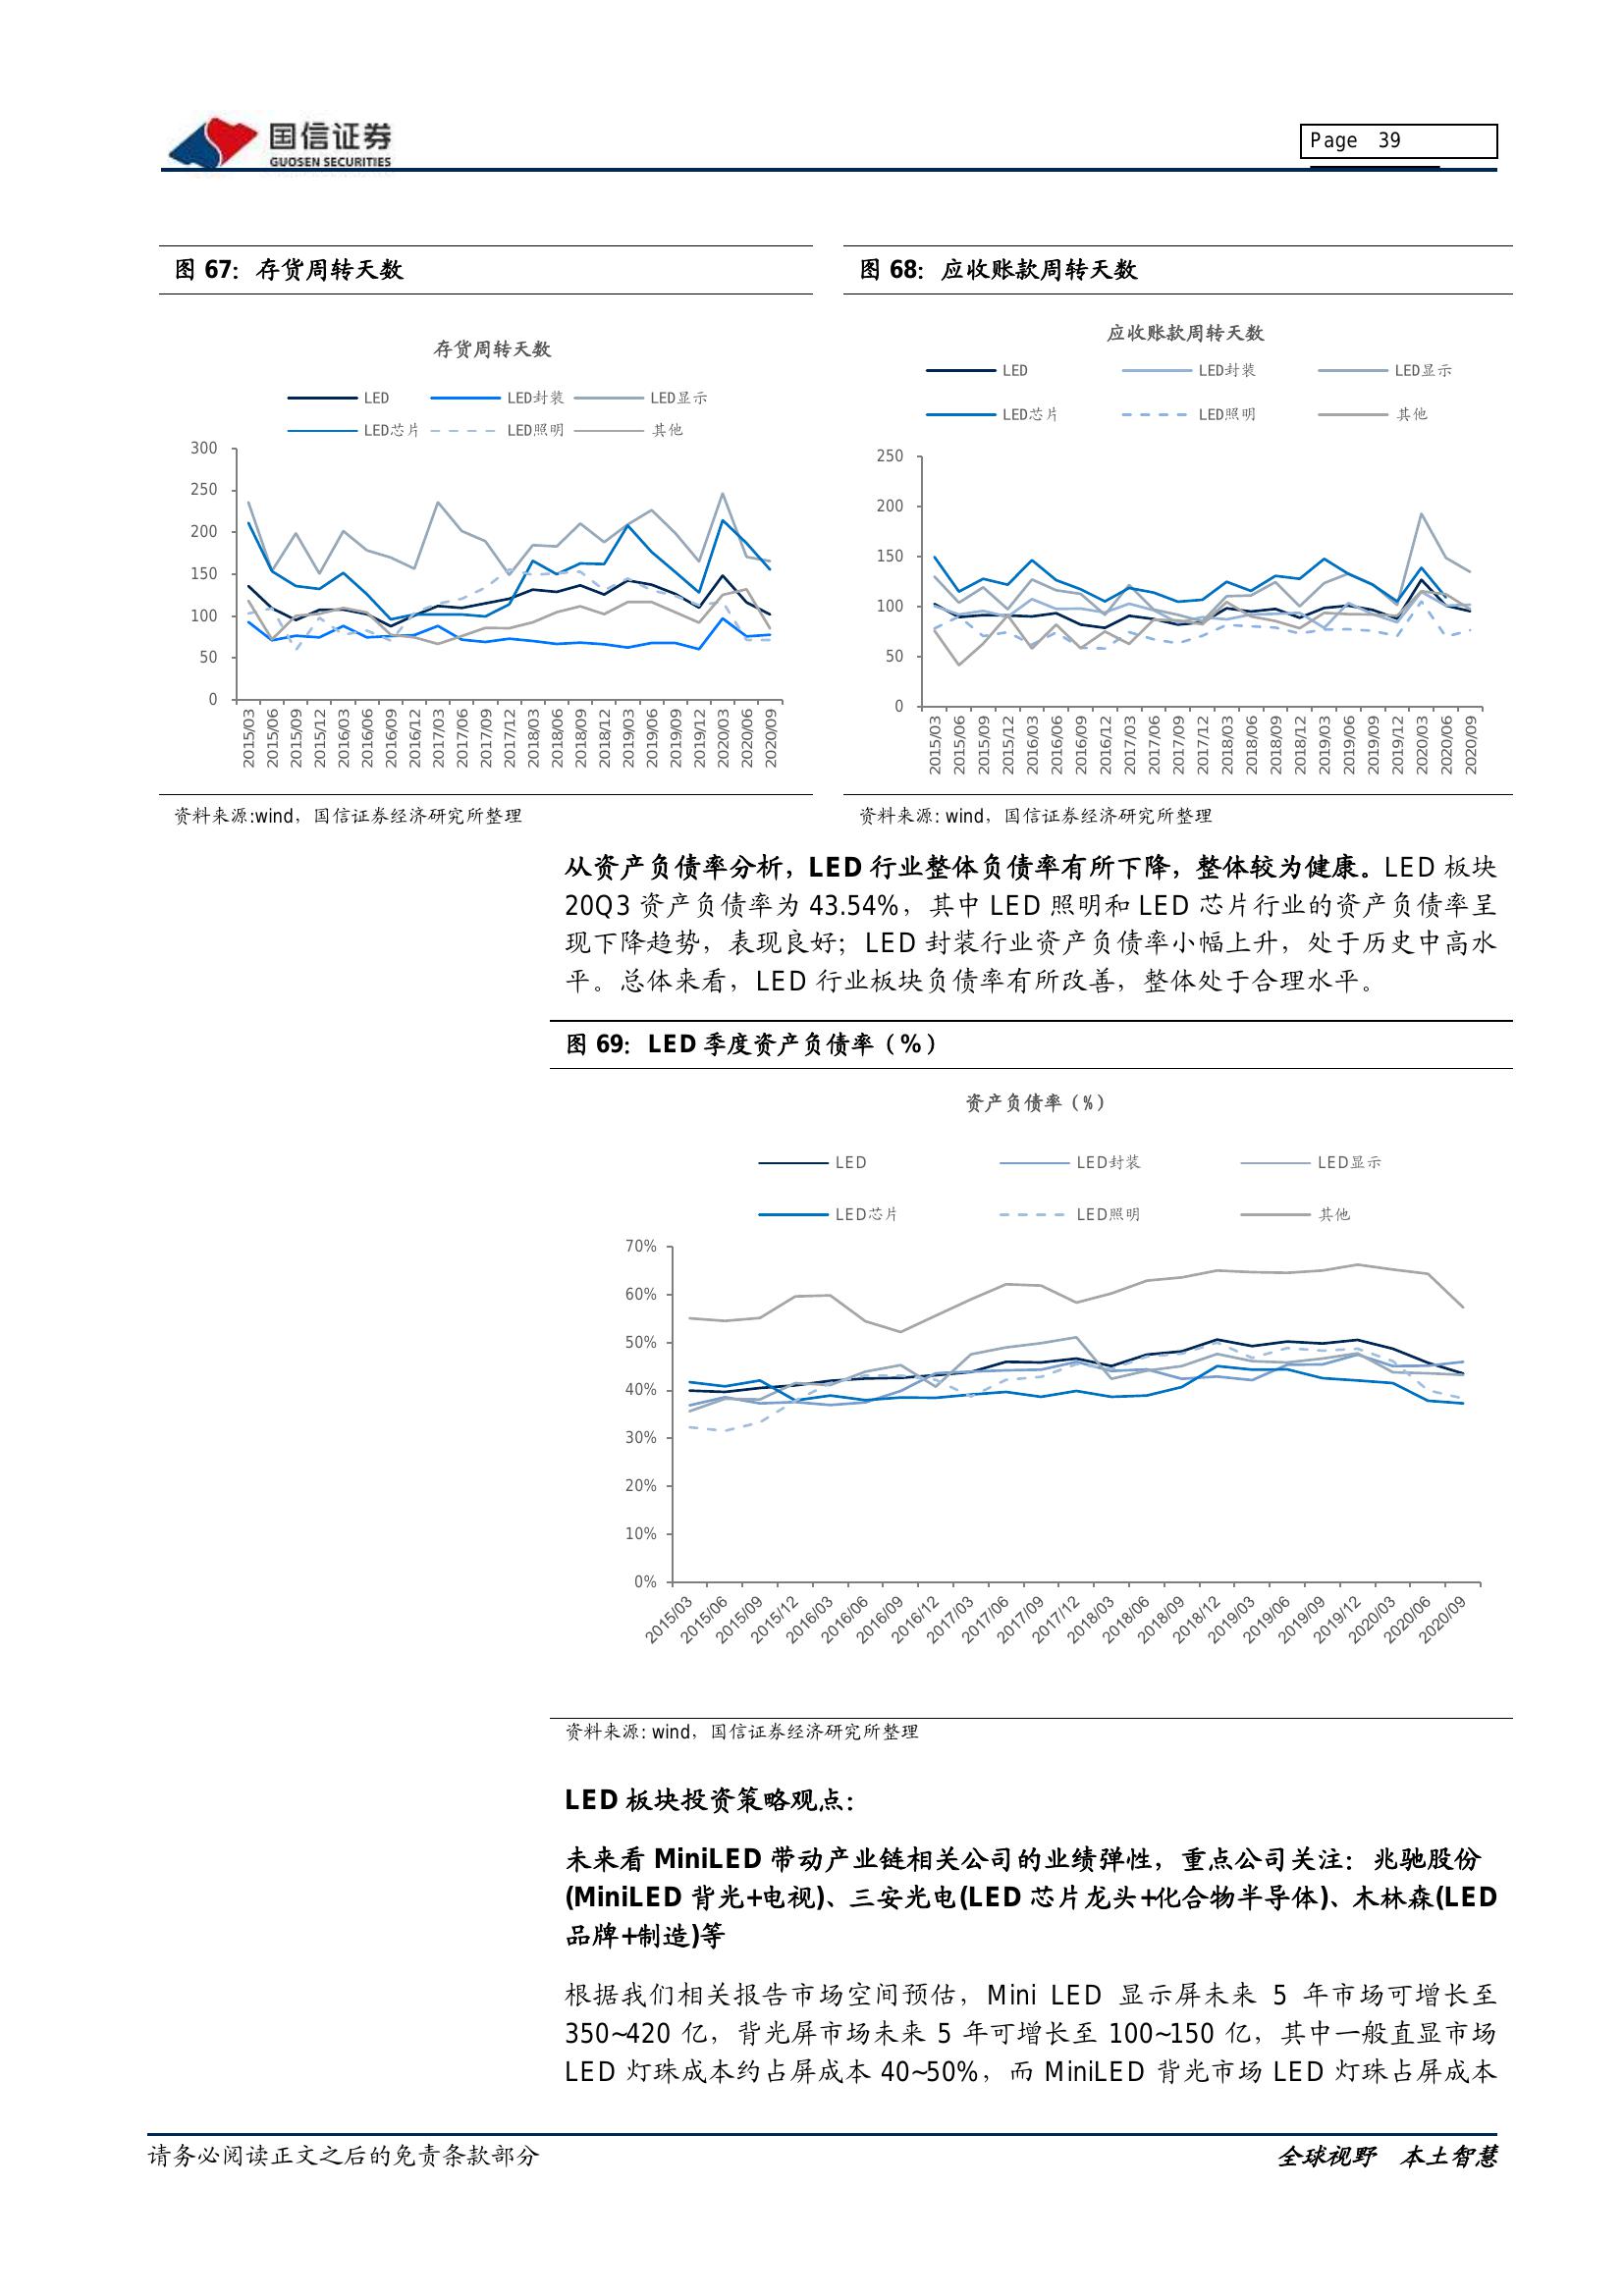 国信证券
GUOSEN SECURITIES
Page 39
图 67：存货周转天数
存货周转天数
LED LED封装 LED显示
LED芯片 LED照明 其他
300
250
200
150
100
50
0
2015/03 2015/06 2015/09 2015/12 2016/03 2016/06 2016/09 2016/12 2017/03 2017/06 2017/09 2017/12 2018/03 2018/06 2018/09 2018/12 2019/03 2019/06 2019/09 2019/12 2020/03 2020/06 2020/09
资料来源:wind，国信证券经济研究所整理
图 68：应收账款周转天数
应收账款周转天数
LED LED封装 LED显示
LED芯片 LED照明 其他
250
200
150
100
50
0
2015/03 2015/06 2015/09 2015/12 2016/03 2016/06 2016/09 2016/12 2017/03 2017/06 2017/09 2017/12 2018/03 2018/06 2018/09 2018/12 2019/03 2019/06 2019/09 2019/12 2020/03 2020/06 2020/09
资料来源: wind，国信证券经济研究所整理
从资产负债率分析，LED 行业整体负债率有所下降，整体较为健康。LED 板块
20Q3 资产负债率为 43.54%，其中 LED 照明和 LED 芯片行业的资产负债率呈
现下降趋势，表现良好；LED 封装行业资产负债率小幅上升，处于历史中高水
平。总体来看，LED 行业板块负债率有所改善，整体处于合理水平。
图 69：LED 季度资产负债率（%）
资产负债率（%）
LED LED封装 LED显示
LED芯片 LED照明 其他
70%
60%
50%
40%
30%
20%
10%
0%
2015/03 2015/06 2015/09 2015/12 2016/03 2016/06 2016/09 2016/12 2017/03 2017/06 2017/09 2017/12 2018/03 2018/06 2018/09 2018/12 2019/03 2019/06 2019/09 2019/12 2020/03 2020/06 2020/09
资料来源: wind，国信证券经济研究所整理
LED 板块投资策略观点：
未来看 MiniLED 带动产业链相关公司的业绩弹性，重点公司关注：兆驰股份
(MiniLED 背光+电视)、三安光电(LED 芯片龙头+化合物半导体)、木林森(LED
品牌+制造)等
根据我们相关报告市场空间预估，Mini LED 显示屏未来 5 年市场可增长至
350~420 亿，背光屏市场未来 5 年可增长至 100~150 亿，其中一般直显市场
LED 灯珠成本约占屏成本 40~50%，而 MiniLED 背光市场 LED 灯珠占屏成本
请务必阅读正文之后的免责条款部分
全球视野 本土智慧